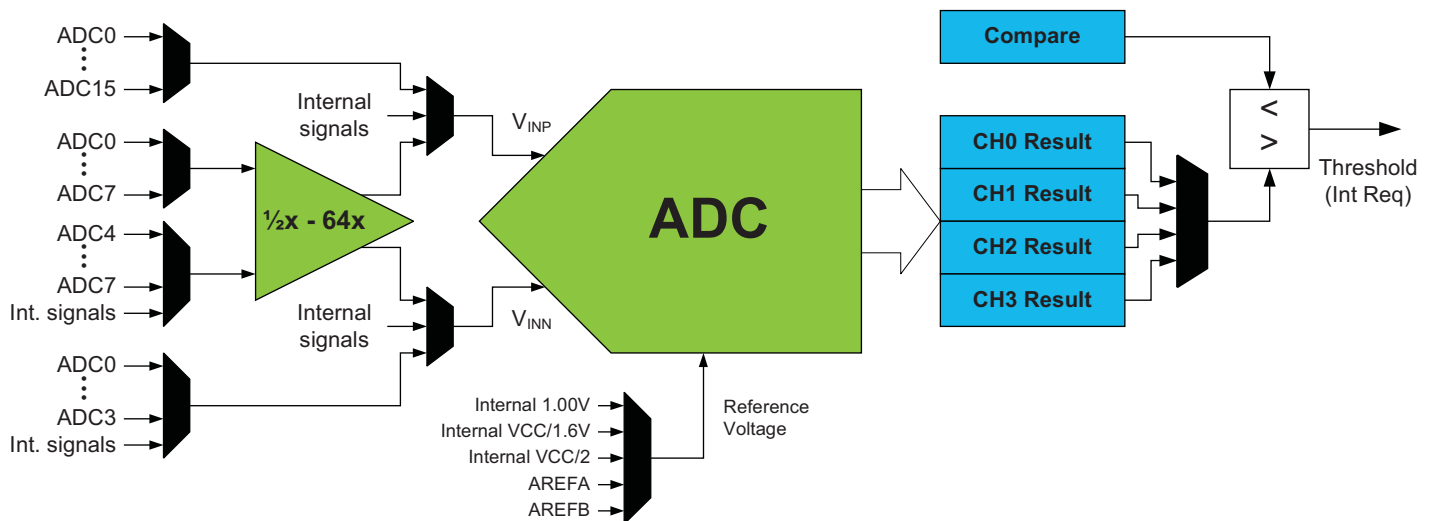 ADC0
ADC15
Internal
signals
ADC0
ADC7
ADC4
ADC7
Int. signals
½x - 64x
Internal
signals
ADC0
ADC3
Int. signals
VINP
VINN
ADC
Internal 1.00V
Internal VCC/1.6V
Internal VCC/2
AREFA
AREFB
Reference
Voltage
Compare
CH0 Result
CH1 Result
CH2 Result
CH3 Result
<
>
Threshold
(Int Req)